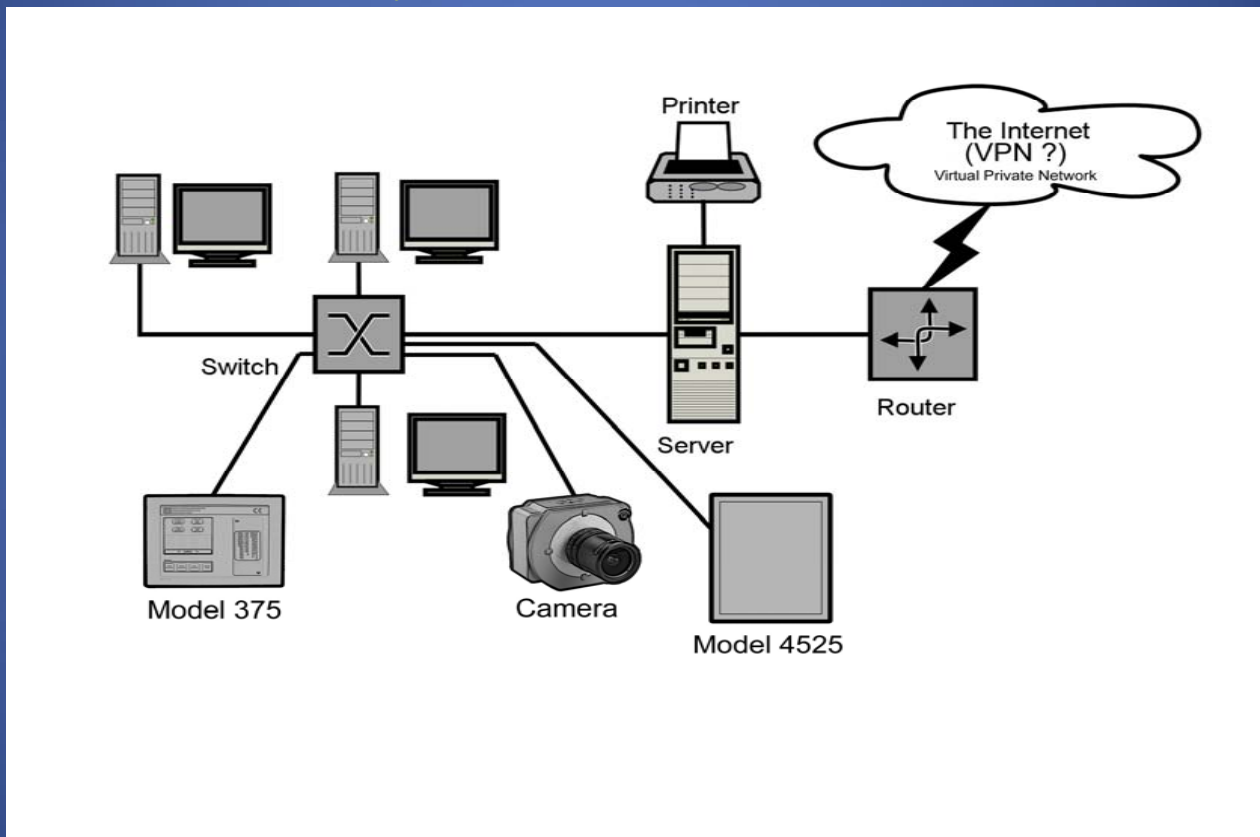 Printer
The Internet
(VPN ?)
Virtual Private Network
Switch
Router
Server
Model 375
Camera
Model 4525